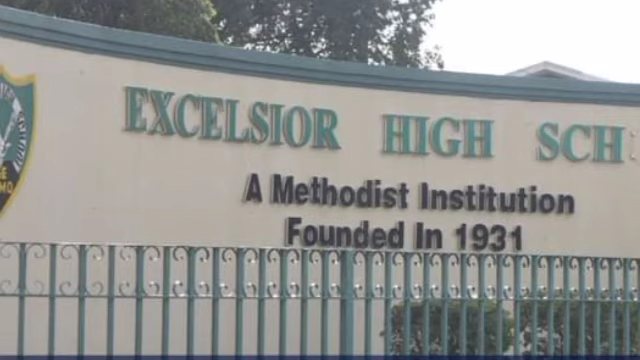 EXCELSIOR HIGH SCH
A Methodist Institution
Founded In 1931